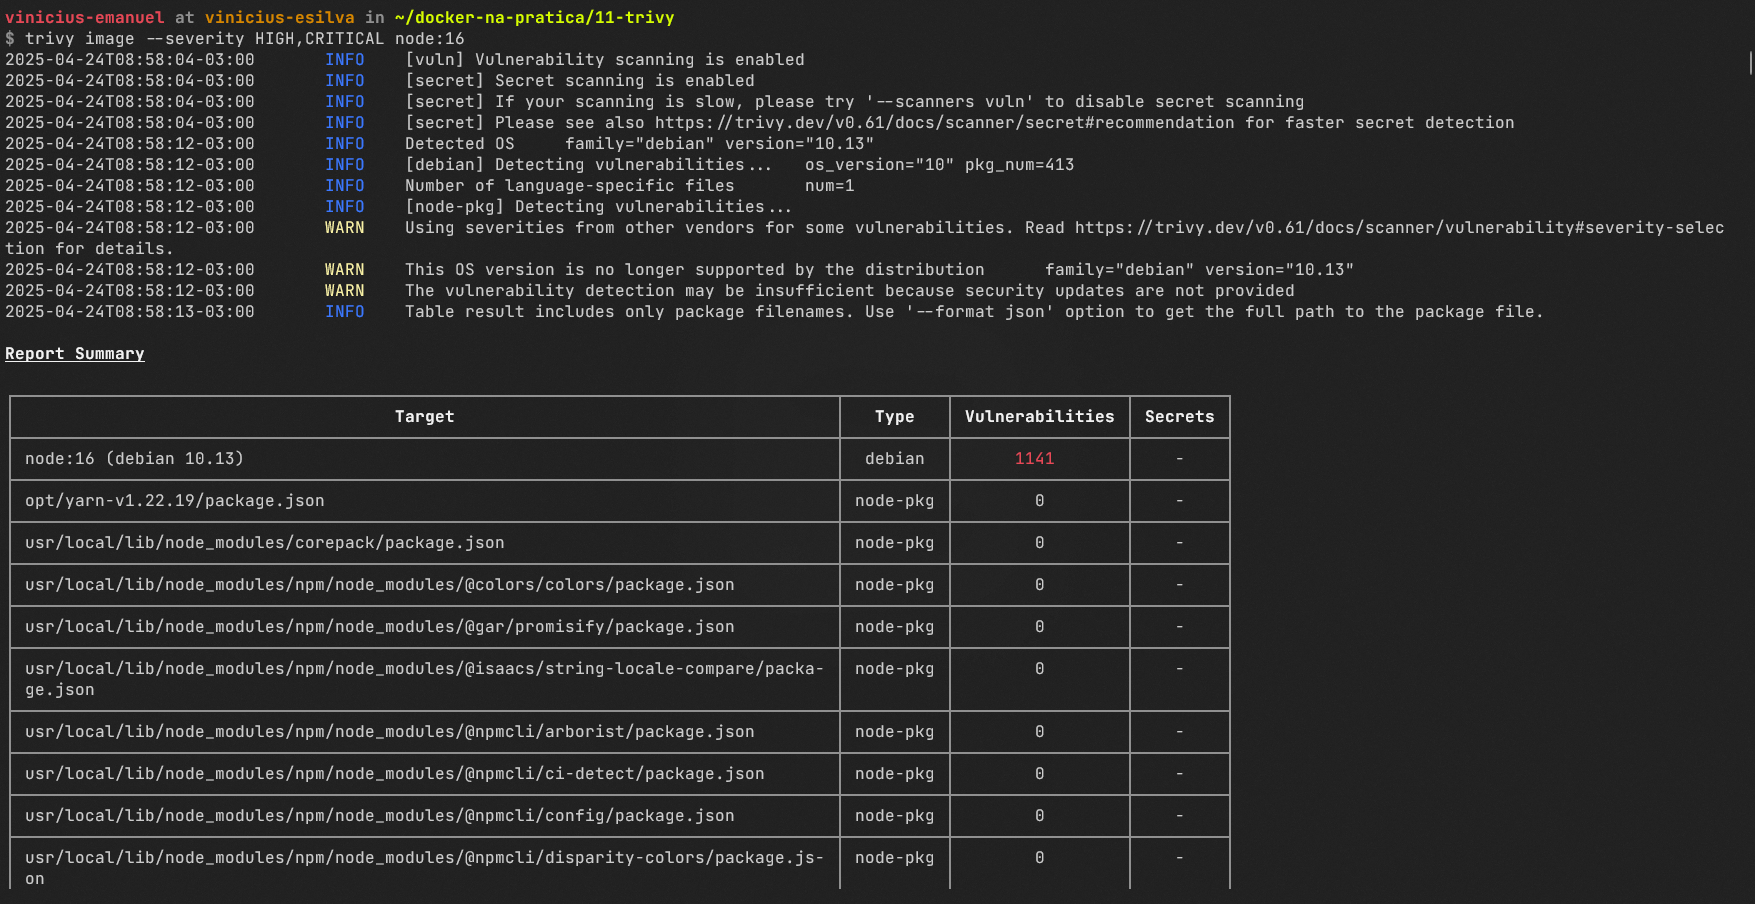 vinicius-emanuel at vinicius-esilva in ~/docker-na-pratica/11-trivy
$ trivy image --severity HIGH,CRITICAL node:16
2025-04-24T08:58:04-03:00 INFO [vuln] Vulnerability scanning is enabled
2025-04-24T08:58:04-03:00 INFO [secret] Secret scanning is enabled
2025-04-24T08:58:04-03:00 INFO [secret] If your scanning is slow, please try '--scanners vuln' to disable secret scanning
2025-04-24T08:58:04-03:00 INFO [secret] Please see also https://trivy.dev/v0.61/docs/scanner/secret#recommendation for faster secret detection
2025-04-24T08:58:12-03:00 INFO Detected OS family="debian" version="10.13"
2025-04-24T08:58:12-03:00 INFO [debian] Detecting vulnerabilities... os_version="10" pkg_num=413
2025-04-24T08:58:12-03:00 INFO Number of language-specific files num=1
2025-04-24T08:58:12-03:00 INFO [node-pkg] Detecting vulnerabilities...
2025-04-24T08:58:12-03:00 WARN Using severities from other vendors for some vulnerabilities. Read https://trivy.dev/v0.61/docs/scanner/vulnerability#severity-selec
tion for details.
2025-04-24T08:58:12-03:00 WARN This OS version is no longer supported by the distribution family="debian" version="10.13"
2025-04-24T08:58:12-03:00 WARN The vulnerability detection may be insufficient because security updates are not provided
2025-04-24T08:58:13-03:00 INFO Table result includes only package filenames. Use '--format json' option to get the full path to the package file.
Report Summary
Target Type Vulnerabilities Secrets
node:16 (debian 10.13) debian 1141 -
opt/yarn-v1.22.19/package.json node-pkg 0 -
usr/local/lib/node_modules/corepack/package.json node-pkg 0 -
usr/local/lib/node_modules/npm/node_modules/@colors/colors/package.json node-pkg 0 -
usr/local/lib/node_modules/npm/node_modules/@gar/promisify/package.json node-pkg 0 -
usr/local/lib/node_modules/npm/node_modules/@isaacs/string-locale-compare/packa- node-pkg 0 -
ge.json
usr/local/lib/node_modules/npm/node_modules/@npmcli/arborist/package.json node-pkg 0 -
usr/local/lib/node_modules/npm/node_modules/@npmcli/ci-detect/package.json node-pkg 0 -
usr/local/lib/node_modules/npm/node_modules/@npmcli/config/package.json node-pkg 0 -
usr/local/lib/node_modules/npm/node_modules/@npmcli/disparity-colors/package.js- node-pkg 0 -
on